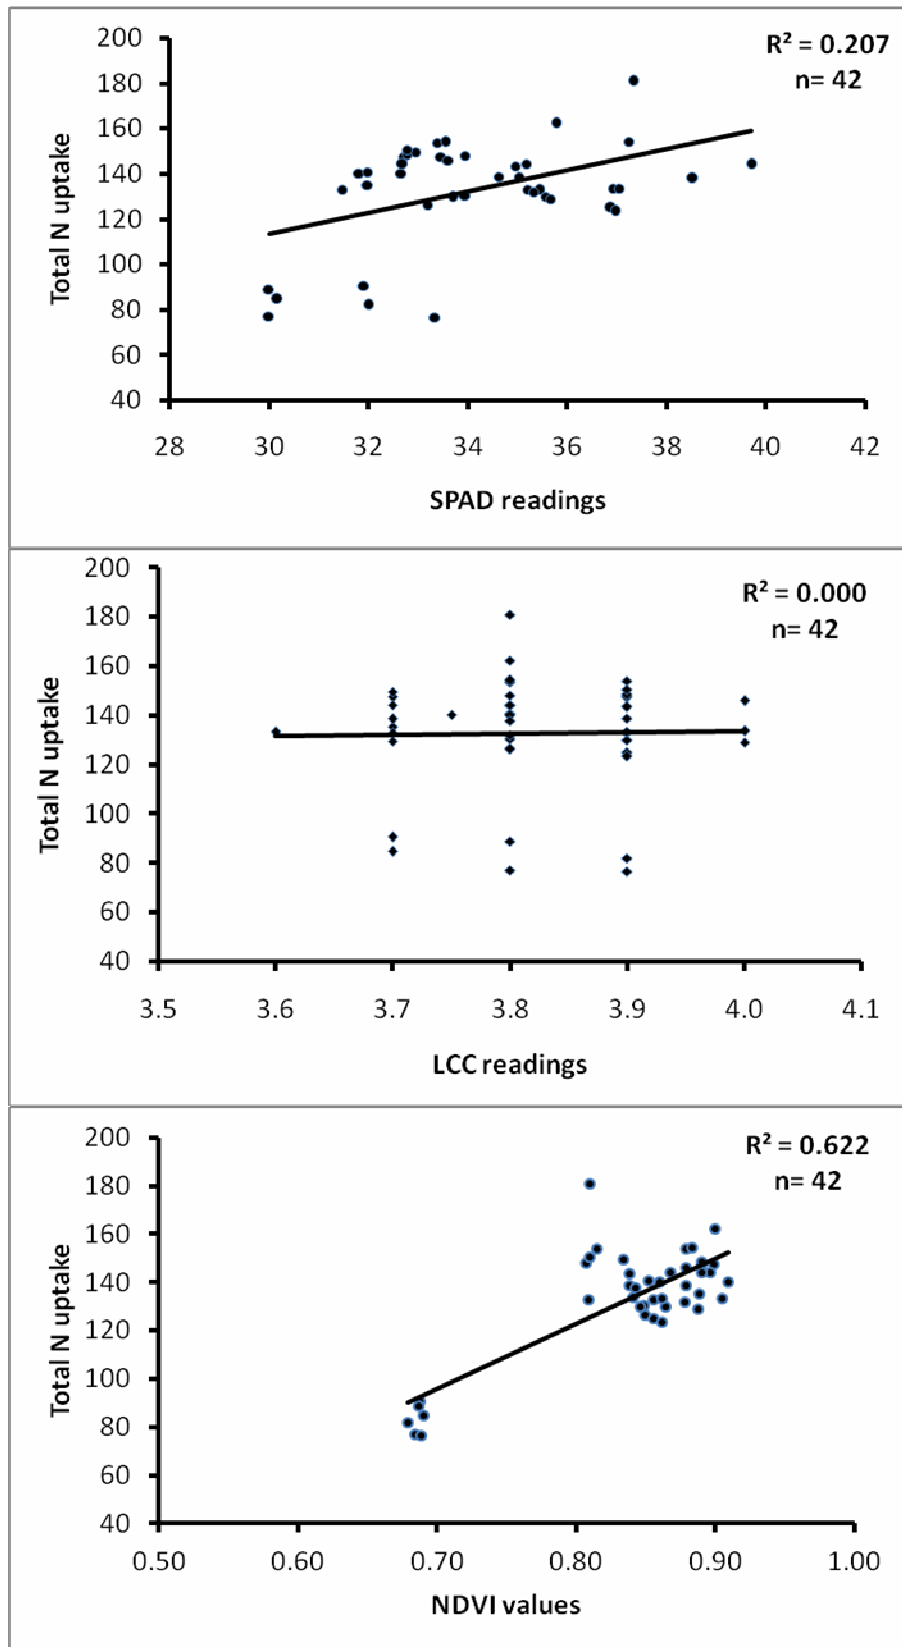 R² = 0.207
n= 42
200
180
160
140
120
100
80
60
40
Total N uptake
28 30 32 34 36 38 40 42
SPAD readings
R² = 0.000
n= 42
200
180
160
140
120
100
80
60
40
Total N uptake
3.5 3.6 3.7 3.8 3.9 4.0 4.1
LCC readings
R² = 0.622
n= 42
200
180
160
140
120
100
80
60
40
Total N uptake
0.50 0.60 0.70 0.80 0.90 1.00
NDVI values